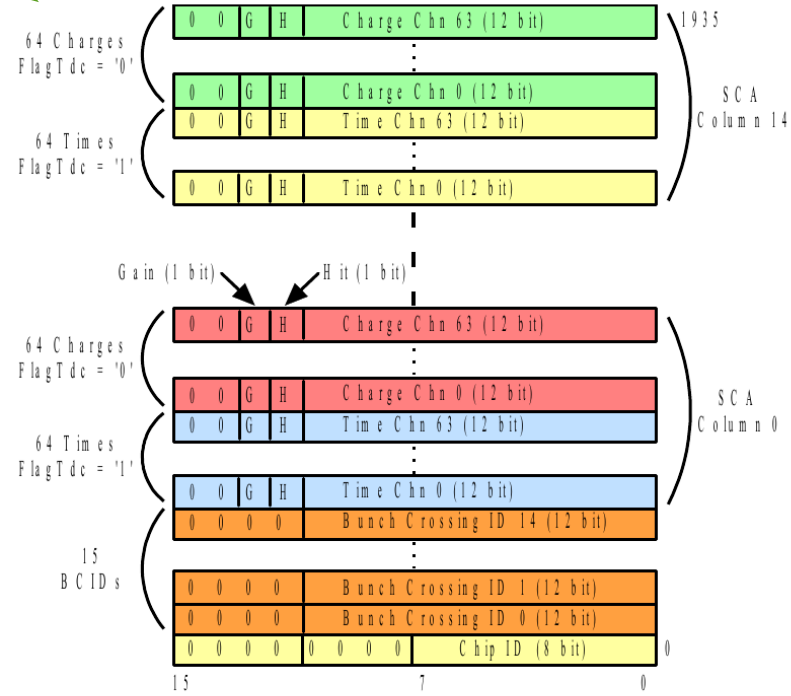 0 0 G H Charge Chn 63 (12 bit) 1935
64 Charges
FlagTdc = '0'
0 0 G H Charge Chn 0 (12 bit)
SCA
Column 14
0 0 G H Time Chn 63 (12 bit)
64 Times
FlagTdc = '1'
0 0 G H Time Chn 0 (12 bit)
Gain (1 bit) Hit (1 bit)
0 0 G H Charge Chn 63 (12 bit)
64 Charges
FlagTdc = '0'
0 0 G H Charge Chn 0 (12 bit)
SCA
Column 0
0 0 G H Time Chn 63 (12 bit)
64 Times
FlagTdc = '1'
0 0 G H Time Chn 0 (12 bit)
0 0 0 0 Bunch Crossing ID 14 (12 bit)
15
BCIDs
0 0 0 0 Bunch Crossing ID 1 (12 bit)
0 0 0 0 Bunch Crossing ID 0 (12 bit)
0 0 0 0 0 0 0 0 Chip ID (8 bit) 0
15 7 0